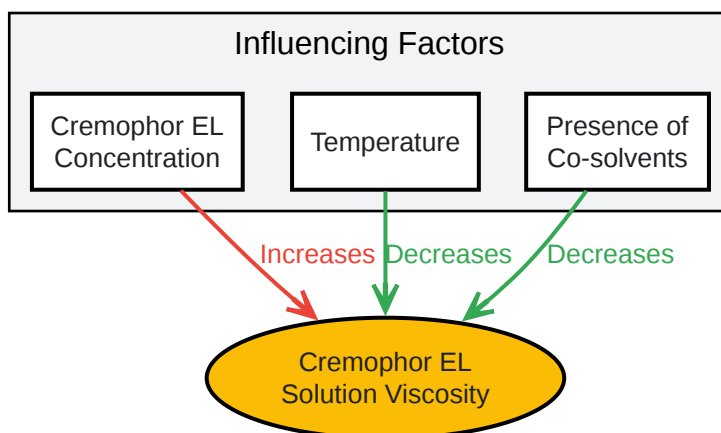 Influencing Factors
Cremophor EL
Concentration
Temperature
Presence of
Co-solvents
Increases
Decreases
Decreases
Cremophor EL
Solution Viscosity